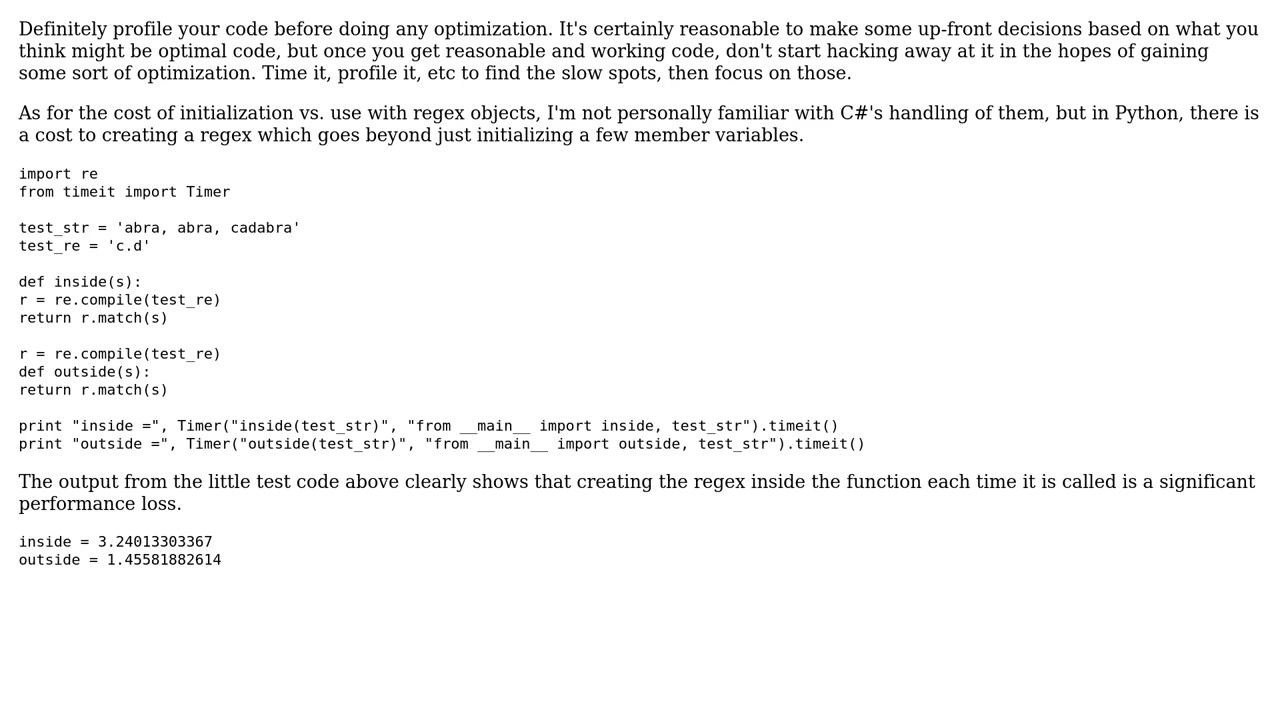 Definitely profile your code before doing any optimization. It's certainly reasonable to make some up-front decisions based on what you
think might be optimal code, but once you get reasonable and working code, don't start hacking away at it in the hopes of gaining
some sort of optimization. Time it, profile it, etc to find the slow spots, then focus on those.
As for the cost of initialization vs. use with regex objects, I'm not personally familiar with C#'s handling of them, but in Python, there is
a cost to creating a regex which goes beyond just initializing a few member variables.
import re
from timeit import Timer
test_str = 'abra, abra, cadabra'
test_re = 'c.d'
def inside(s):
r = re.compile(test_re)
return r.match(s)
r = re.compile(test_re)
def outside(s):
return r.match(s)
print "inside =", Timer("inside(test_str)", "from __main__ import inside, test_str").timeit()
print "outside =", Timer("outside(test_str)", "from __main__ import outside, test_str").timeit()
The output from the little test code above clearly shows that creating the regex inside the function each time it is called is a significant
performance loss.
inside = 3.24013303367
outside = 1.45581882614